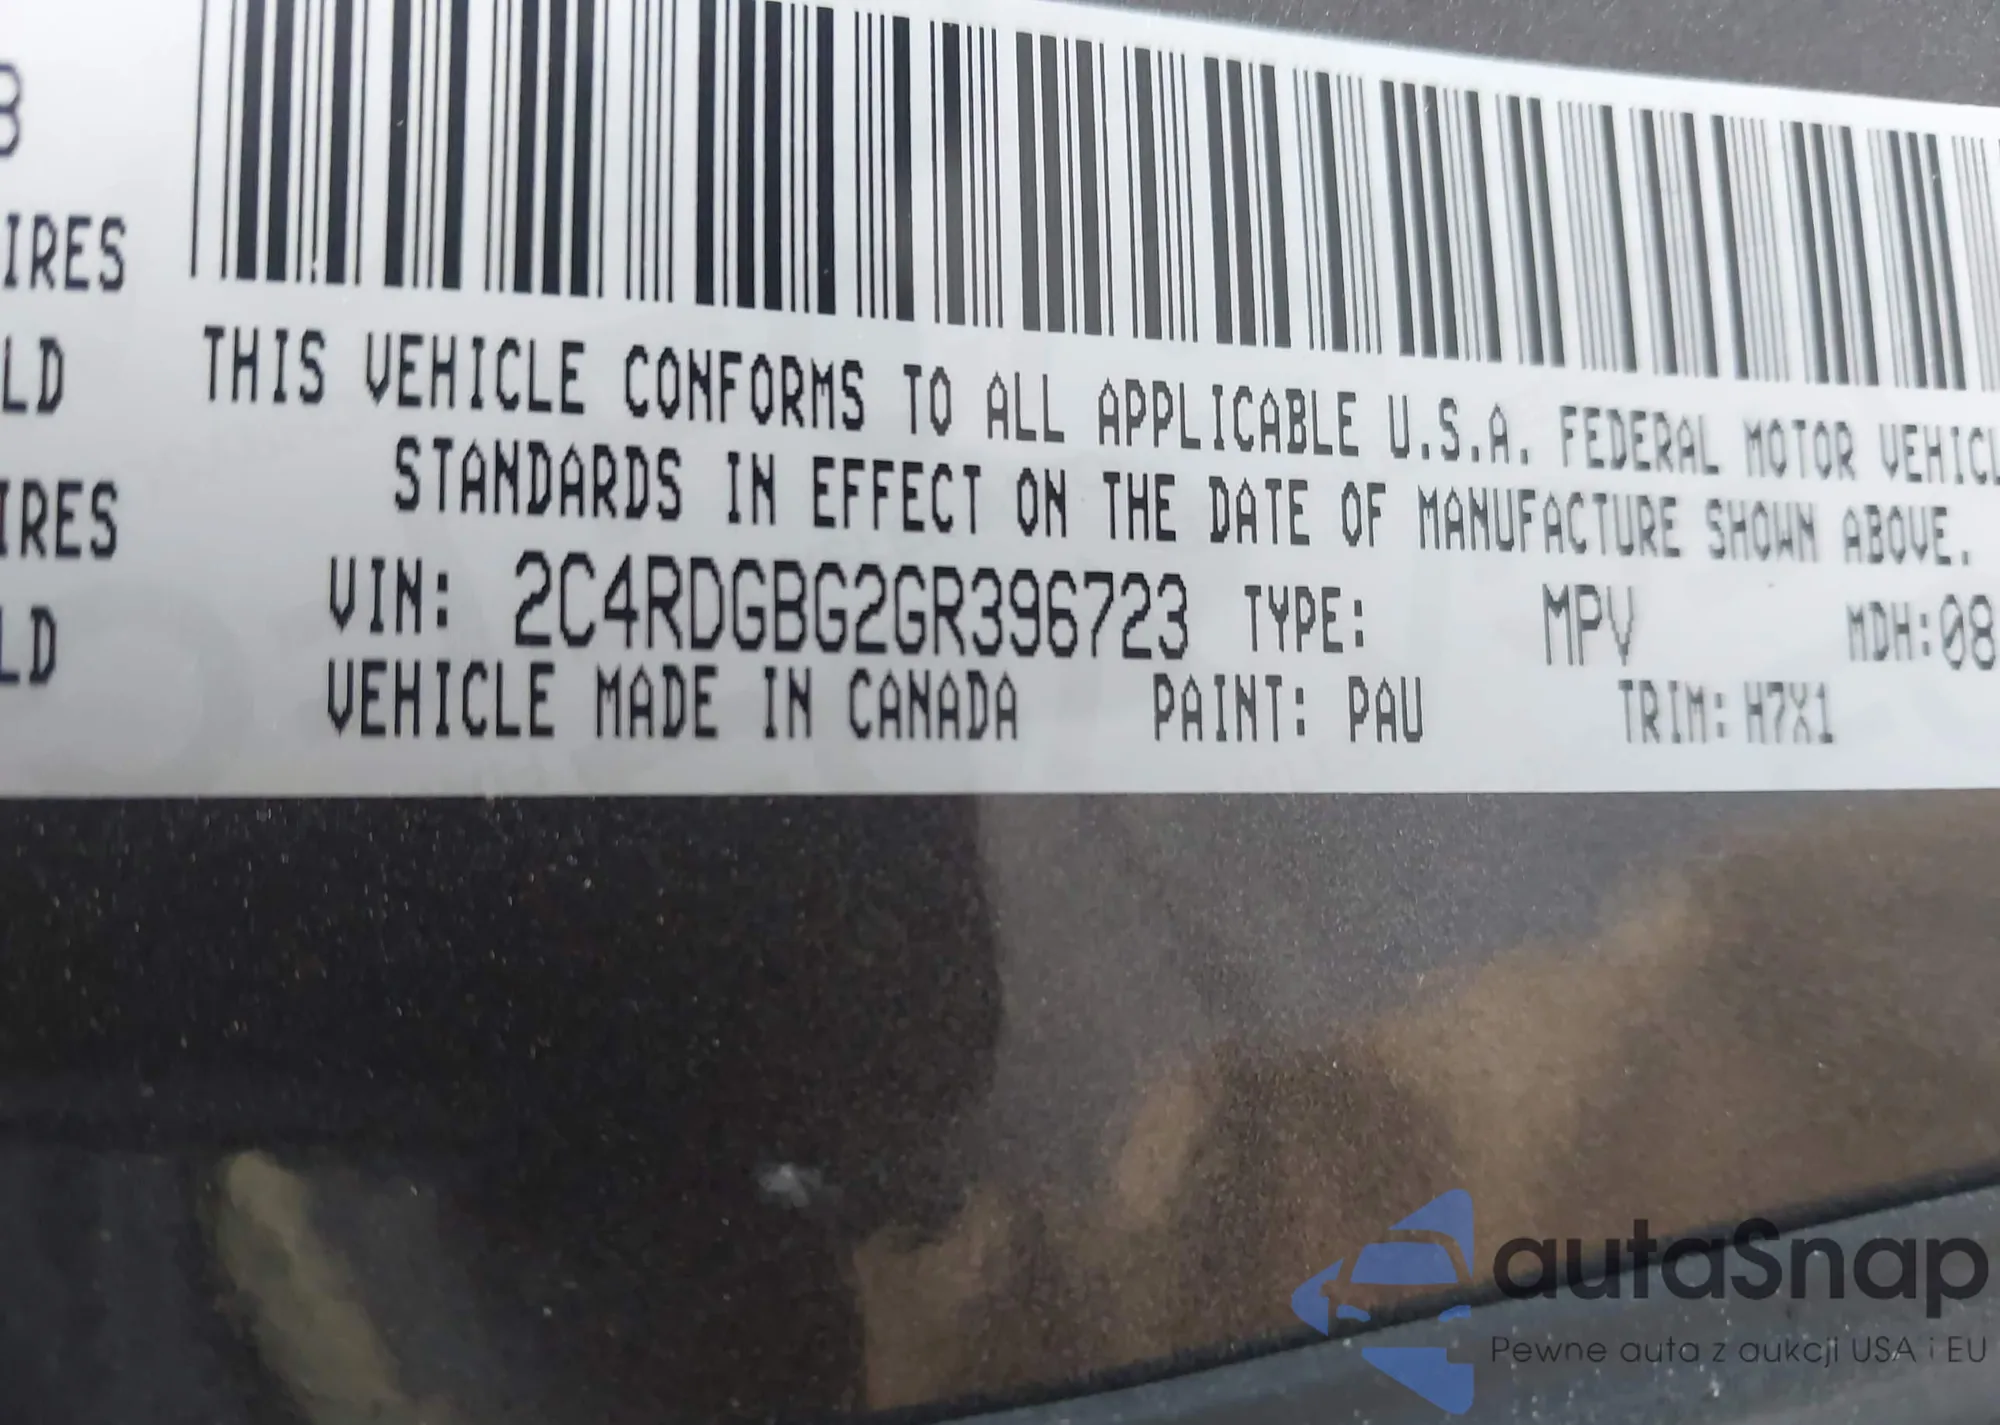 8
IRES
LD
IRES
LD
THIS VEHICLE CONFORMS TO ALL APPLICABLE U.S.A. FEDERAL MOTOR VEHICL
STANDARDS IN EFFECT ON THE DATE OF MANUFACTURE SHOWN ABOVE.
VIN: 2C4RDGBG2GR396723 TYPE: MPV MDH:08
VEHICLE MADE IN CANADA PAINT: PAU TRIM: H7X1
autaSnap
Pewne auta z aukcji USA i EU